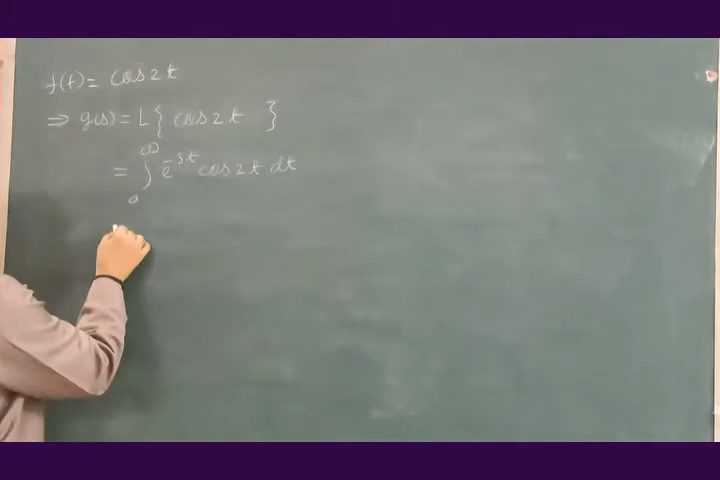 f(t) = cos 2t
⇒ g(s) = L{ cos 2t }
= ∫₀^∞ e^{-st} cos 2t dt